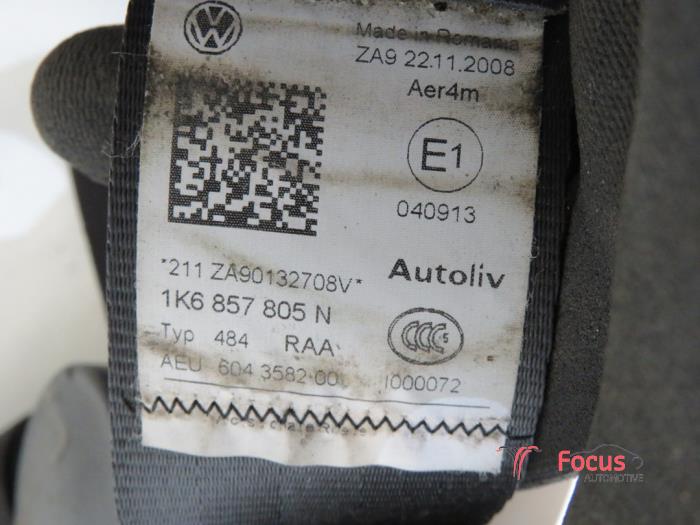 Made in Romania
ZA9 22.11.2008
Aer4m
E1
040913
*211 ZA90132708V*
Autoliv
1K6 857 805 N
Typ 484 RAA
CCC S
AEU 604 3582 00 I000072
Focus
AUTOMOTIVE